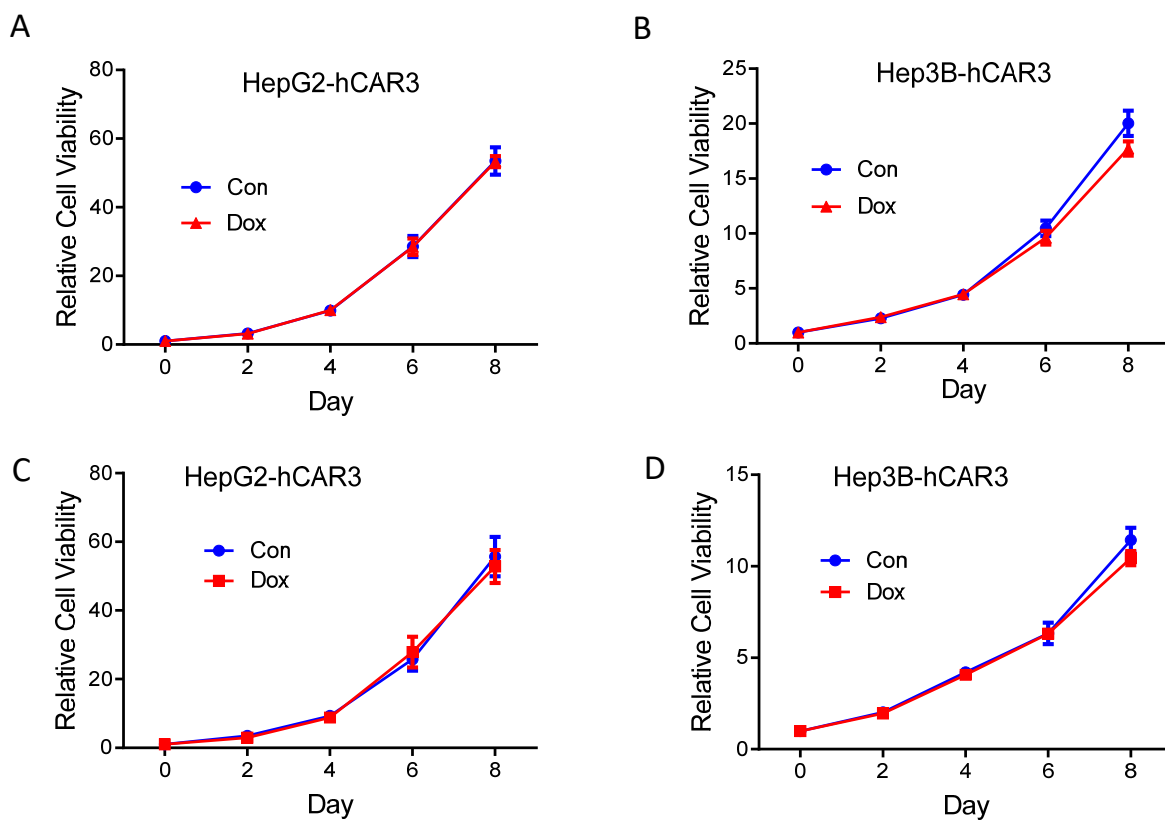 A
HepG2-hCAR3
Relative Cell Viability
80
60
40
20
0
Con
Dox
0 2 4 6 8
Day
B
Hep3B-hCAR3
Relative Cell Viability
25
20
15
10
5
0
Con
Dox
0 2 4 6 8
Day
C
HepG2-hCAR3
Relative Cell Viability
80
60
40
20
0
Con
Dox
0 2 4 6 8
Day
D
Hep3B-hCAR3
Relative Cell Viability
15
10
5
0
Con
Dox
0 2 4 6 8
Day